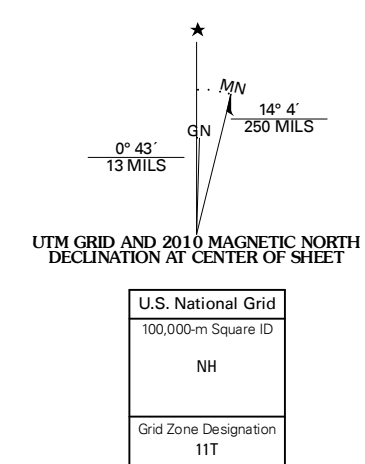 ★
MN
GN
14° 4´
250 MILS
0° 43´
13 MILS
UTM GRID AND 2010 MAGNETIC NORTH
DECLINATION AT CENTER OF SHEET
U.S. National Grid
100,000-m Square ID
NH
Grid Zone Designation
11T